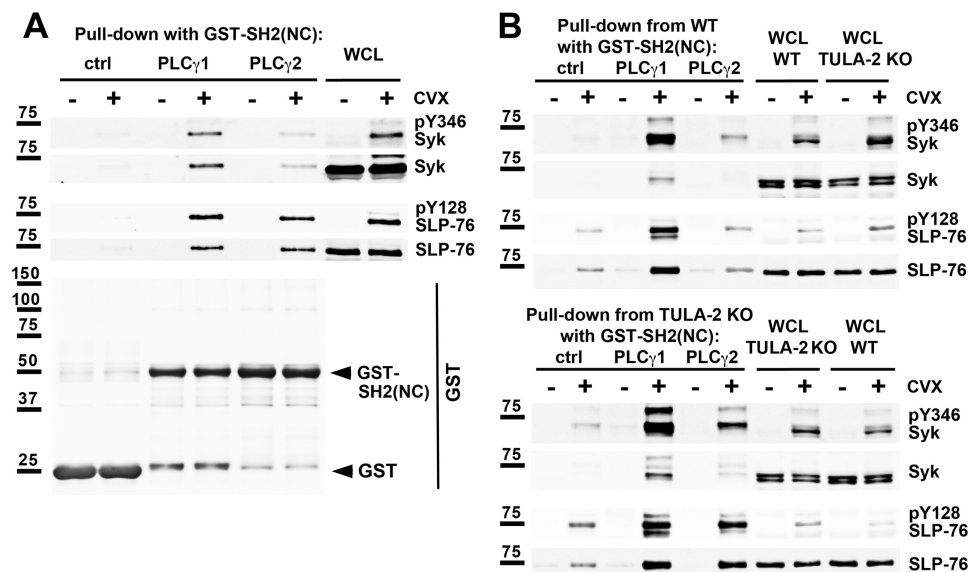 A
Pull-down with GST-SH2(NC):
ctrl PLCγ1 PLCγ2 WCL
- + - + - + - + CVX
75 pY346
Syk
75 Syk
75 pY128
SLP-76
75 SLP-76
150
100
75
50 GST-
SH2(NC)
37
25 GST
GST
B
Pull-down from WT
with GST-SH2(NC):
ctrl PLCγ1 PLCγ2
WCL
WT
WCL
TULA-2 KO
- + - + - + - + - + CVX
75 pY346
Syk
75 Syk
75 pY128
SLP-76
75 SLP-76
Pull-down from TULA-2 KO
with GST-SH2(NC):
ctrl PLCγ1 PLCγ2
WCL
TULA-2 KO
WCL
WT
- + - + - + - + - + CVX
75 pY346
Syk
75 Syk
75 pY128
SLP-76
75 SLP-76